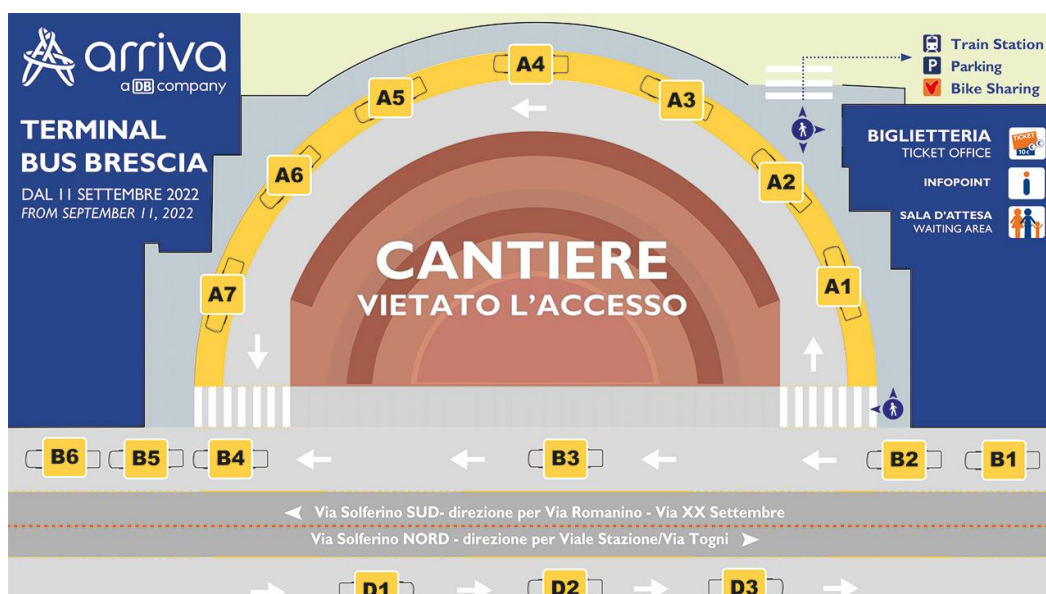 arriva
a DB company
TERMINAL
BUS BRESCIA
DAL 11 SETTEMBRE 2022
FROM SEPTEMBER 11, 2022
Train Station
P Parking
Bike Sharing
BIGLIETTERIA
TICKET OFFICE
TICKET
10€
INFOPOINT
i
SALA D'ATTESA
WAITING AREA
A4
A5
A3
A6
A2
A7
A1
CANTIERE
VIETATO L'ACCESSO
B6 B5 B4 B3 B2 B1
Via Solferino SUD- direzione per Via Romanino - Via XX Settembre
Via Solferino NORD - direzione per Viale Stazione/Via Togni
D1 D2 D3